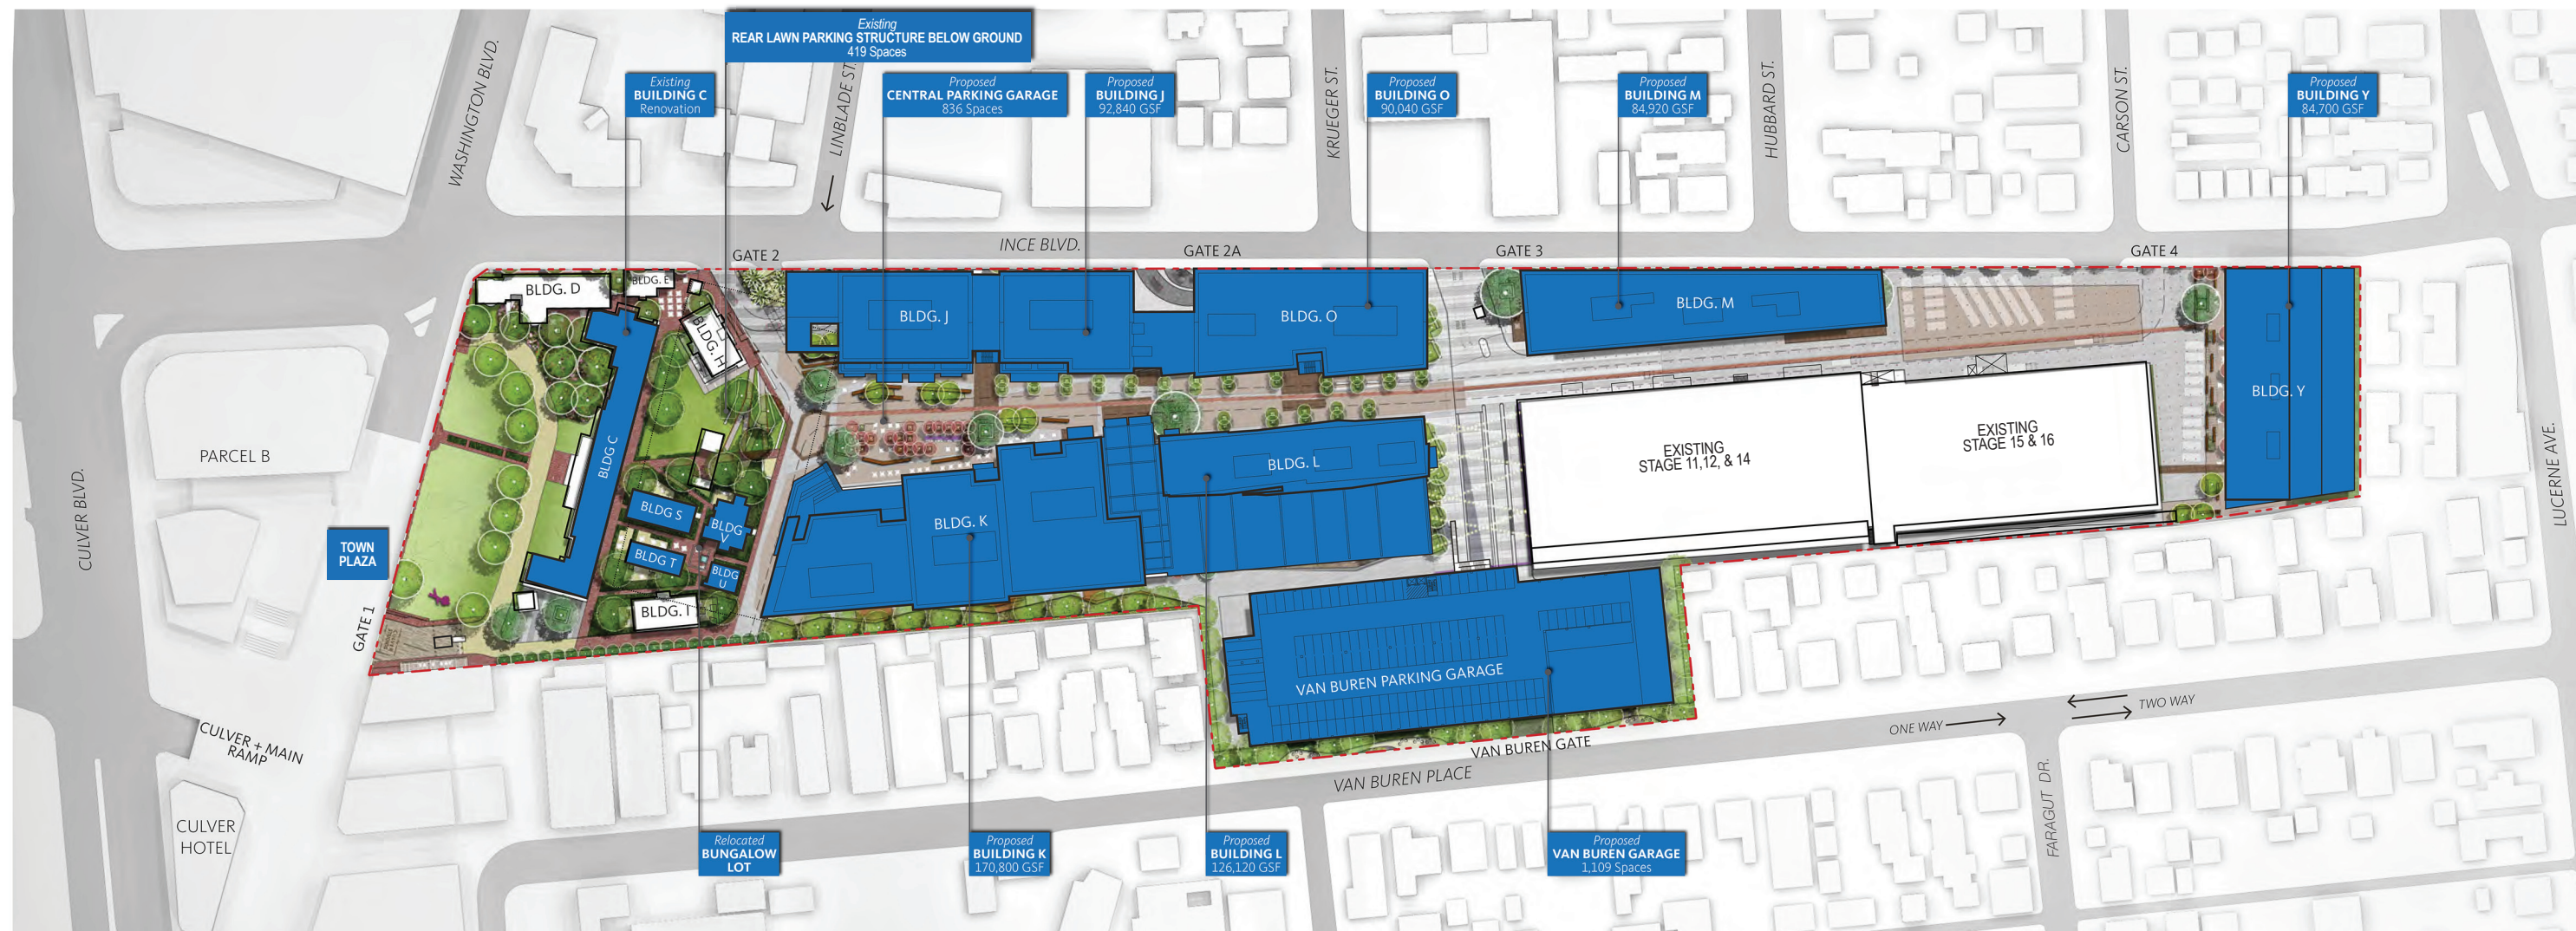 Existing
REAR LAWN PARKING STRUCTURE BELOW GROUND
419 Spaces
Existing
BUILDING C
Renovation
Proposed
CENTRAL PARKING GARAGE
836 Spaces
Proposed
BUILDING J
92,840 GSF
Proposed
BUILDING O
90,040 GSF
Proposed
BUILDING M
84,920 GSF
Proposed
BUILDING Y
84,700 GSF
WASHINGTON BLVD.
LINBLADE ST.
KRUEGER ST.
HUBBARD ST.
CARSON ST.
INCE BLVD.
GATE 2
GATE 2A
GATE 3
GATE 4
BLDG. D
BLDG. E
BLDG. H
BLDG. J
BLDG. O
BLDG. M
BLDG. Y
BLDG C
BLDG. L
BLDG. K
EXISTING
STAGE 11,12, & 14
EXISTING
STAGE 15 & 16
PARCEL B
CULVER BLVD.
LUCERNE AVE.
BLDG S
BLDG
V
BLDG T
BLDG
U
BLDG. I
TOWN
PLAZA
GATE 1
VAN BUREN PARKING GARAGE
CULVER + MAIN
RAMP
VAN BUREN GATE
VAN BUREN PLACE
ONE WAY
TWO WAY
FARAGUT DR.
CULVER
HOTEL
Relocated
BUNGALOW
LOT
Proposed
BUILDING K
170,800 GSF
Proposed
BUILDING L
126,120 GSF
Proposed
VAN BUREN GARAGE
1,109 Spaces